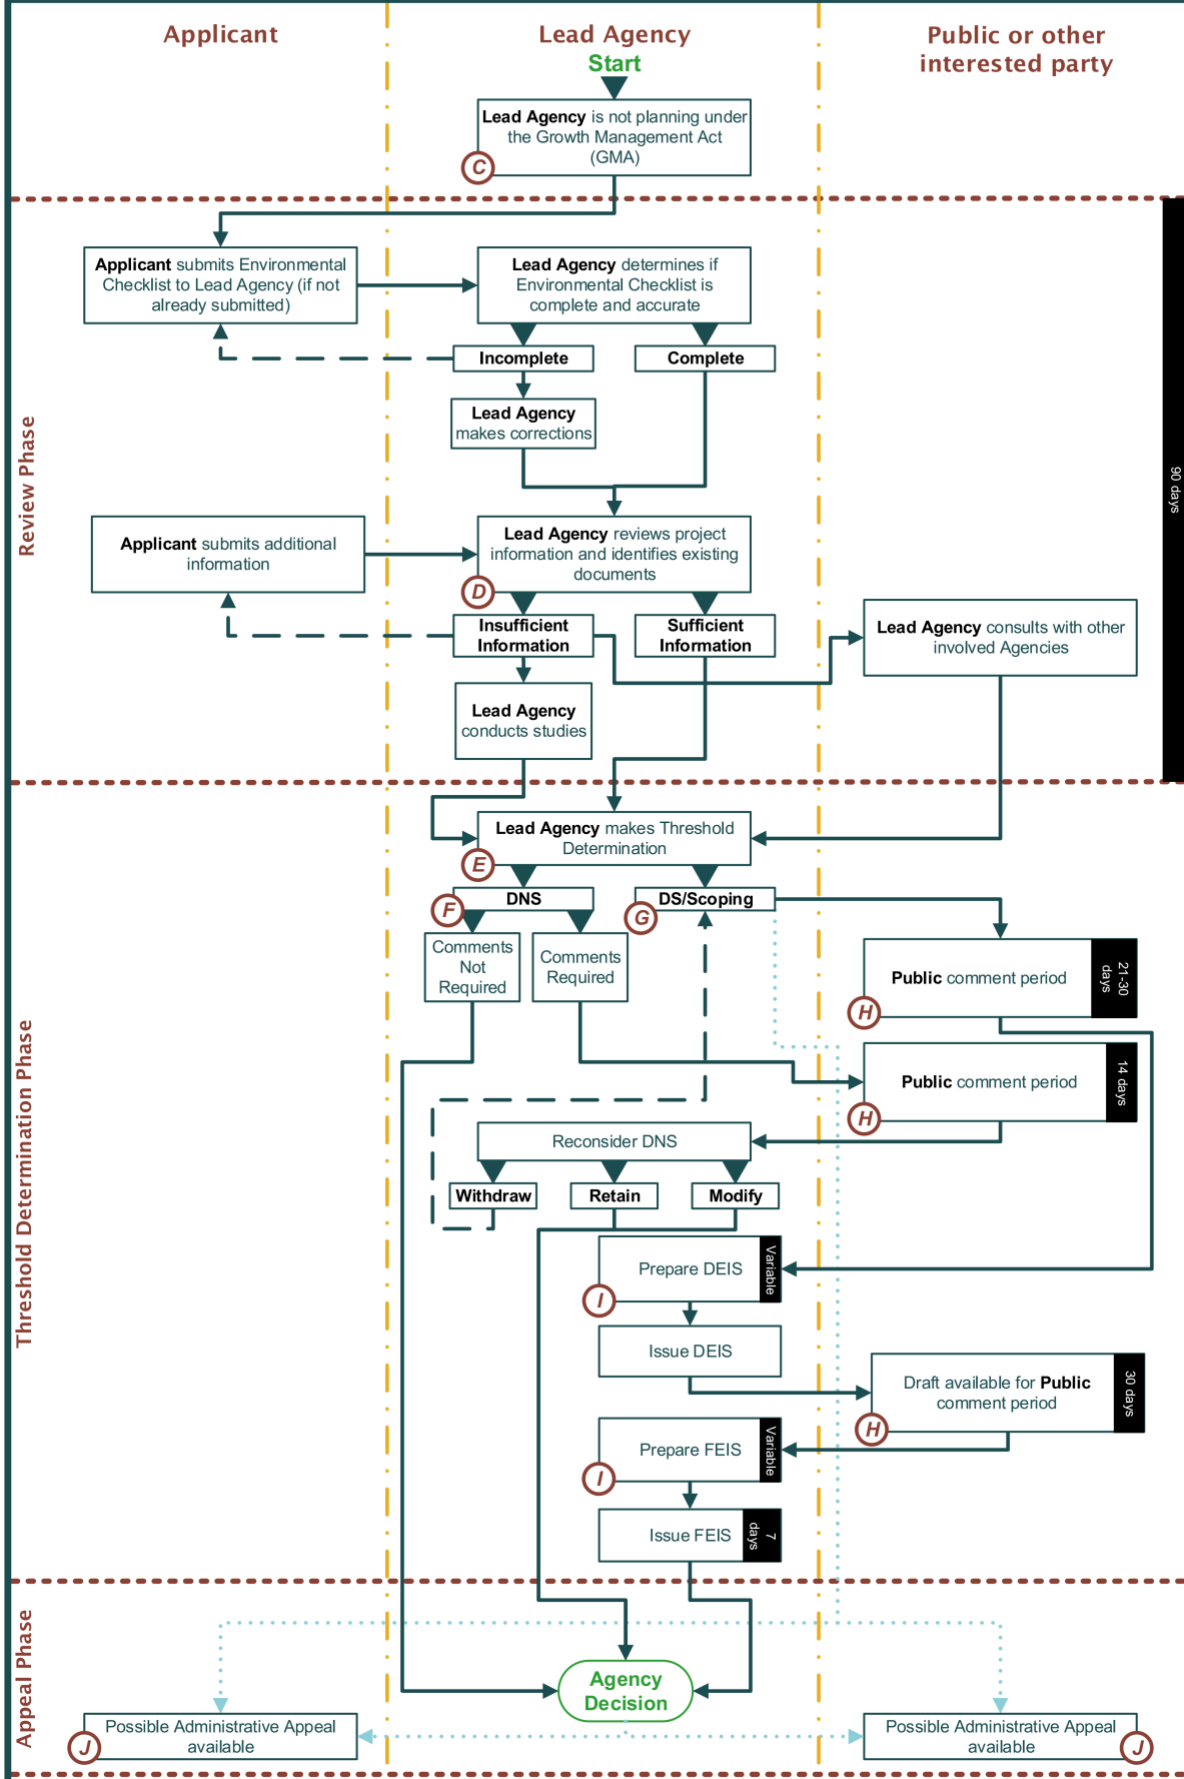 Applicant
Lead Agency
Public or other
interested party
Start
Lead Agency is not planning under
the Growth Management Act
(GMA)
C
Review Phase
90 days
Applicant submits Environmental
Checklist to Lead Agency (if not
already submitted)
Lead Agency determines if
Environmental Checklist is
complete and accurate
Incomplete
Complete
Lead Agency
makes corrections
Applicant submits additional
information
Lead Agency reviews project
information and identifies existing
documents
D
Insufficient
Information
Sufficient
Information
Lead Agency consults with other
involved Agencies
Lead Agency
conducts studies
Threshold Determination Phase
Lead Agency makes Threshold
Determination
E
DNS
F
DS/Scoping
G
Comments
Not
Required
Comments
Required
Public comment period
21-30
days
H
Public comment period
14 days
H
Reconsider DNS
Withdraw
Retain
Modify
Prepare DEIS
Variable
I
Issue DEIS
Draft available for Public
comment period
30 days
H
Prepare FEIS
Variable
I
Issue FEIS
7
days
Appeal Phase
Agency
Decision
Possible Administrative Appeal
available
J
Possible Administrative Appeal
available
J